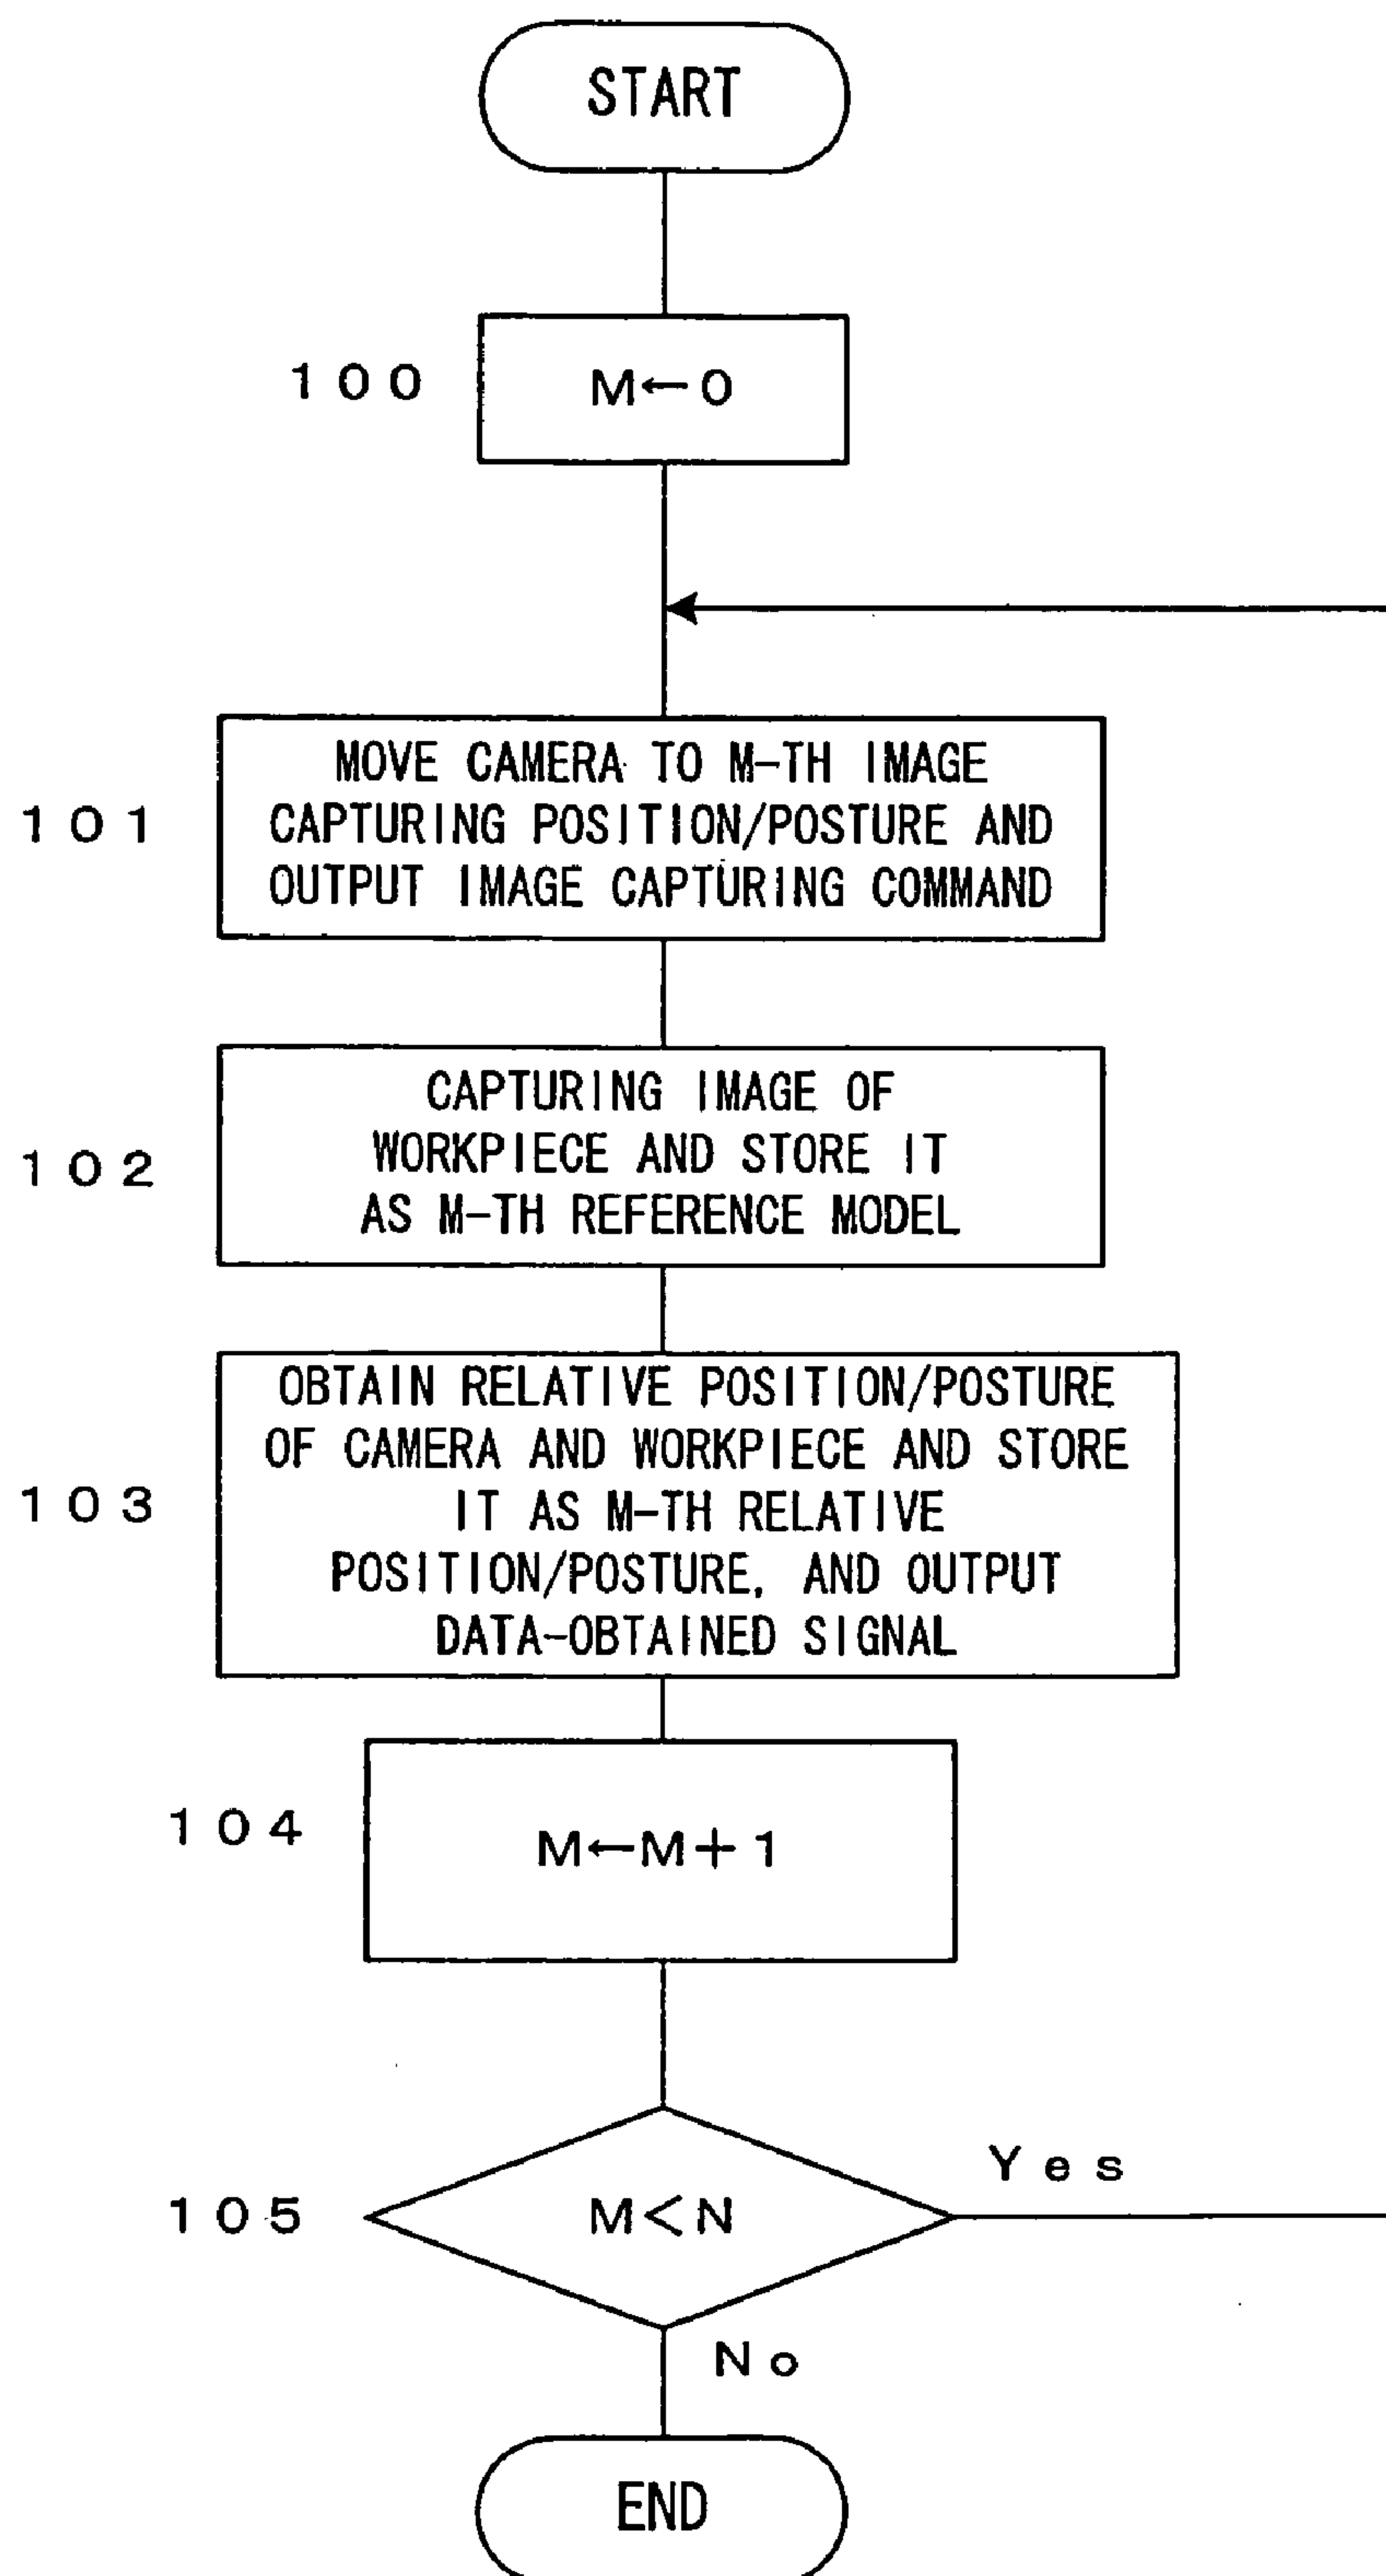 START
100
M←0
101
MOVE CAMERA TO M-TH IMAGE
CAPTURING POSITION/POSTURE AND
OUTPUT IMAGE CAPTURING COMMAND
102
CAPTURING IMAGE OF
WORKPIECE AND STORE IT
AS M-TH REFERENCE MODEL
103
OBTAIN RELATIVE POSITION/POSTURE
OF CAMERA AND WORKPIECE AND STORE
IT AS M-TH RELATIVE
POSITION/POSTURE, AND OUTPUT
DATA-OBTAINED SIGNAL
104
M←M+1
105
M<N
Yes
No
END